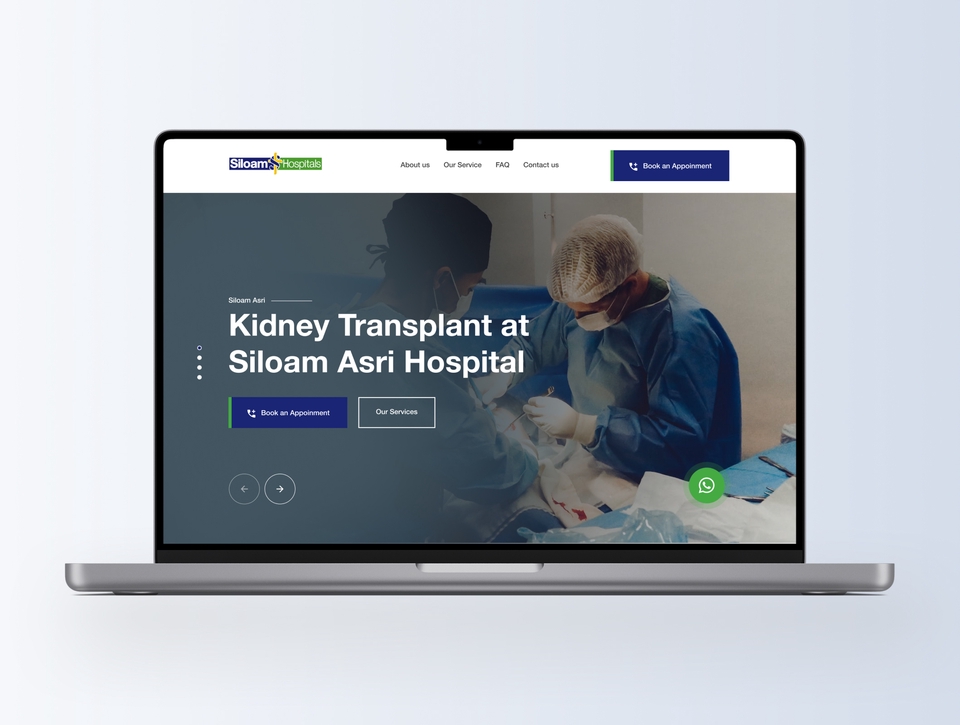 Siloam Hospitals
About us
Our Service
FAQ
Contact us
Book an Appoinment
Siloam Asri
Kidney Transplant at
Siloam Asri Hospital
Book an Appoinment
Our Services